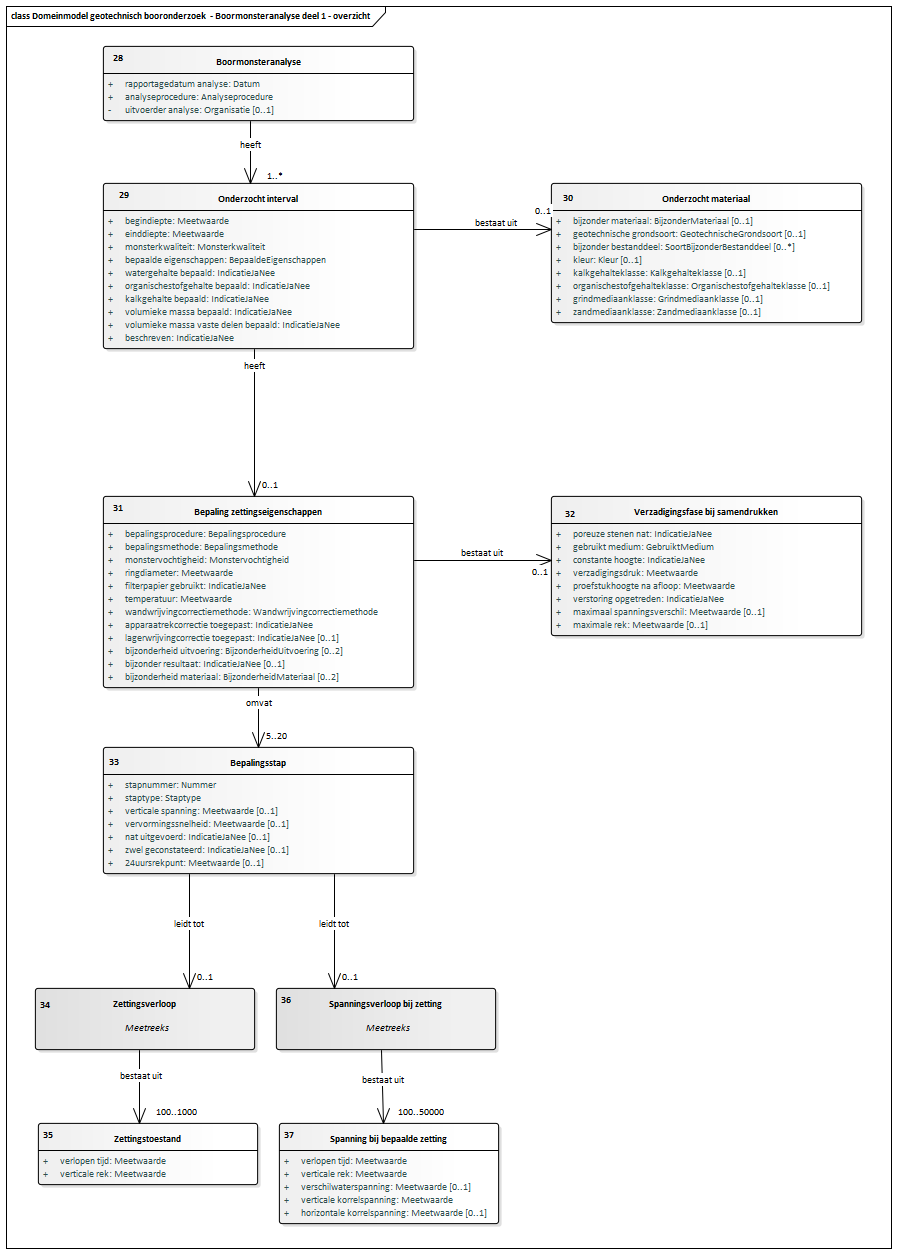 class Domeinmodel geotechnisch booronderzoek - Boormonsteranalyse deel 1 - overzicht
28
Boormonsteranalyse
+ rapportagedatum analyse: Datum
+ analyseprocedure: Analyseprocedure
- uitvoerder analyse: Organisatie [0..1]
heeft
1..*
29
Onderzocht interval
+ begindiepte: Meetwaarde
+ einddiepte: Meetwaarde
+ monsterkwaliteit: Monsterkwaliteit
+ bepaalde eigenschappen: BepaaldeEigenschappen
+ watergehalte bepaald: IndicatieJaNee
+ organischestofgehalte bepaald: IndicatieJaNee
+ kalkgehalte bepaald: IndicatieJaNee
+ volumieke massa bepaald: IndicatieJaNee
+ volumieke massa vaste delen bepaald: IndicatieJaNee
+ beschreven: IndicatieJaNee
bestaat uit
0..1
30
Onderzocht materiaal
+ bijzonder materiaal: BijzonderMateriaal [0..1]
+ geotechnische grondsoort: GeotechnischeGrondsoort [0..1]
+ bijzonder bestanddeel: SoortBijzonderBestanddeel [0..*]
+ kleur: Kleur [0..1]
+ kalkgehalteklasse: Kalkgehalteklasse [0..1]
+ organischestofgehalteklasse: Organischestofgehalteklasse [0..1]
+ grindmediaanklasse: Grindmediaanklasse [0..1]
+ zandmediaanklasse: Zandmediaanklasse [0..1]
heeft
0..1
31
Bepaling zettingseigenschappen
+ bepalingsprocedure: Bepalingsprocedure
+ bepalingsmethode: Bepalingsmethode
+ monstervochtigheid: Monstervochtigheid
+ ringdiameter: Meetwaarde
+ filterpapier gebruikt: IndicatieJaNee
+ temperatuur: Meetwaarde
+ wandwrijvingcorrectiemethode: Wandwrijvingcorrectiemethode
+ apparaatrekcorrectie toegepast: IndicatieJaNee
+ lagerwrijvingcorrectie toegepast: IndicatieJaNee [0..1]
+ bijzonderheid uitvoering: BijzonderheidUitvoering [0..2]
+ bijzonder resultaat: IndicatieJaNee [0..1]
+ bijzonderheid materiaal: BijzonderheidMateriaal [0..2]
bestaat uit
0..1
32
Verzadigingsfase bij samendrukken
+ poreuze stenen nat: IndicatieJaNee
+ gebruikt medium: GebruiktMedium
+ constante hoogte: IndicatieJaNee
+ verzadigingsdruk: Meetwaarde
+ proefstukhoogte na afloop: Meetwaarde
+ verstoring opgetreden: IndicatieJaNee
+ maximaal spanningsverschil: Meetwaarde [0..1]
+ maximale rek: Meetwaarde [0..1]
omvat
5..20
33
Bepalingsstap
+ stapnummer: Nummer
+ staptype: Staptype
+ verticale spanning: Meetwaarde [0..1]
+ vervormingssnelheid: Meetwaarde [0..1]
+ nat uitgevoerd: IndicatieJaNee [0..1]
+ zwel geconstateerd: IndicatieJaNee [0..1]
+ 24uursrekpunt: Meetwaarde [0..1]
leidt tot
leidt tot
0..1
0..1
34
Zettingsverloop
Meetreeks
36
Spanningsverloop bij zetting
Meetreeks
bestaat uit
bestaat uit
100..1000
100..50000
35
Zettingstoestand
+ verlopen tijd: Meetwaarde
+ verticale rek: Meetwaarde
37
Spanning bij bepaalde zetting
+ verlopen tijd: Meetwaarde
+ verticale rek: Meetwaarde
+ verschilwaterspanning: Meetwaarde [0..1]
+ verticale korrelspanning: Meetwaarde
+ horizontale korrelspanning: Meetwaarde [0..1]